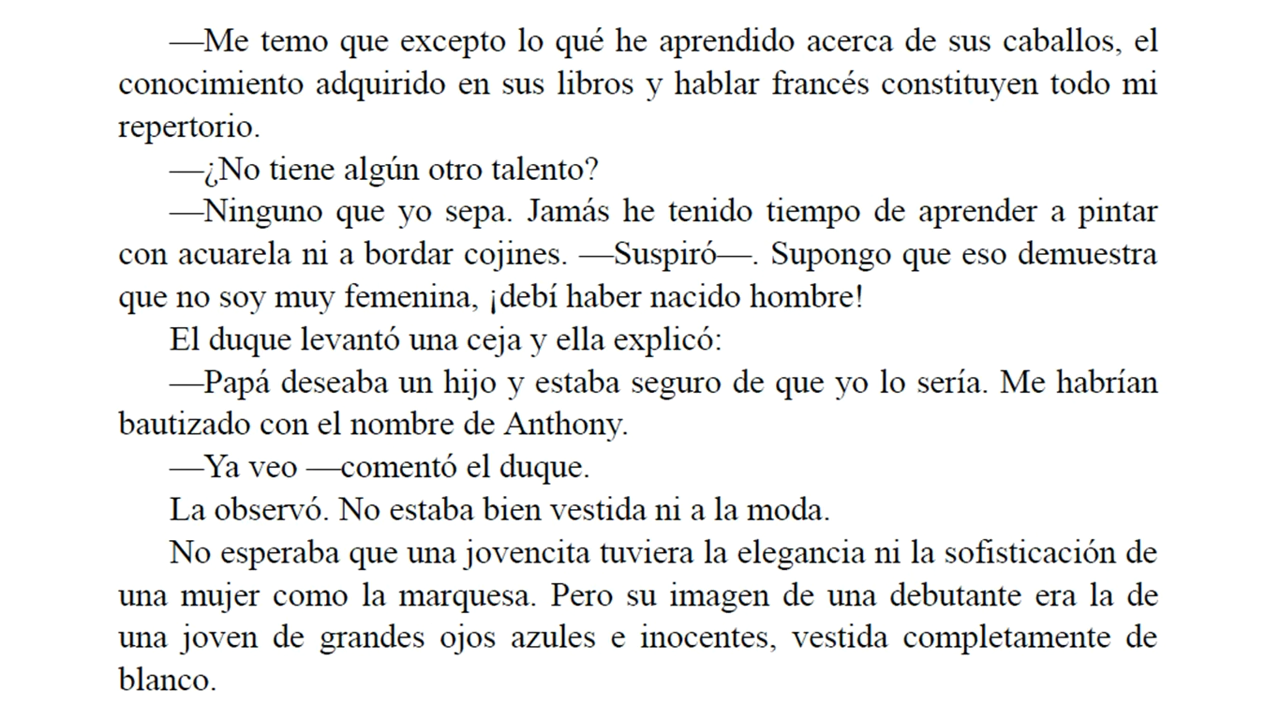 —Me temo que excepto lo qué he aprendido acerca de sus caballos, el
conocimiento adquirido en sus libros y hablar francés constituyen todo mi
repertorio.
—¿No tiene algún otro talento?
—Ninguno que yo sepa. Jamás he tenido tiempo de aprender a pintar
con acuarela ni a bordar cojines. —Suspiró—. Supongo que eso demuestra
que no soy muy femenina, ¡debí haber nacido hombre!
El duque levantó una ceja y ella explicó:
—Papá deseaba un hijo y estaba seguro de que yo lo sería. Me habrían
bautizado con el nombre de Anthony.
—Ya veo —comentó el duque.
La observó. No estaba bien vestida ni a la moda.
No esperaba que una jovencita tuviera la elegancia ni la sofisticación de
una mujer como la marquesa. Pero su imagen de una debutante era la de
una joven de grandes ojos azules e inocentes, vestida completamente de
blanco.